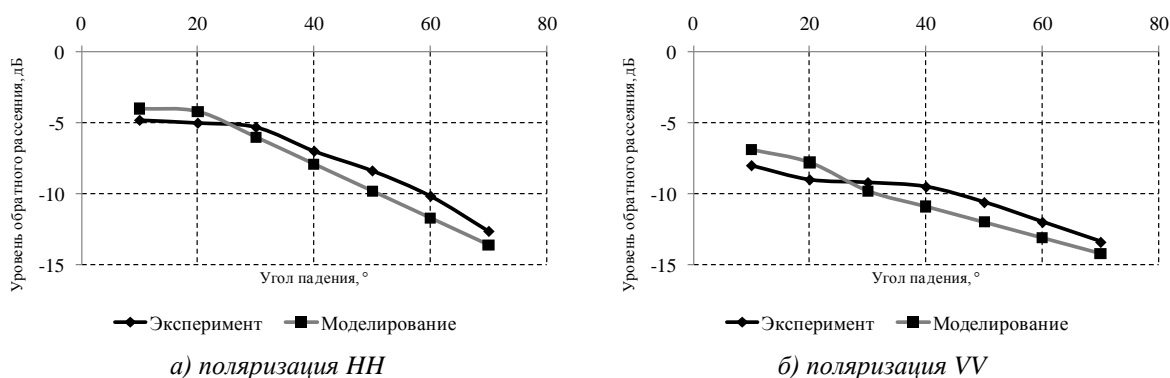 0 20 40 60 80
0
-5
-10
-15
Уровень обратного рассеяния, дБ
Угол падения, °
Эксперимент Моделирование
а) поляризация HH
0 20 40 60 80
0
-5
-10
-15
Уровень обратного рассеяния, дБ
Угол падения, °
Эксперимент Моделирование
б) поляризация VV